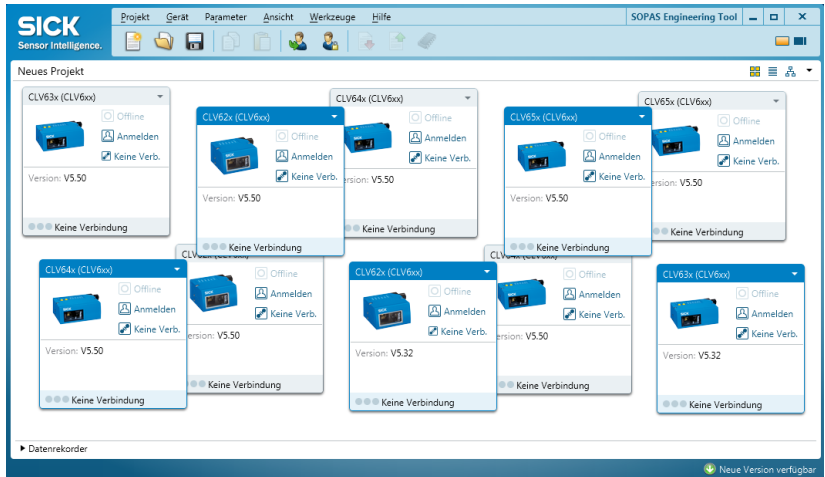 SICK
Sensor Intelligence.
Projekt Gerät Parameter Ansicht Werkzeuge Hilfe
SOPAS Engineering Tool
Neues Projekt
CLV63x (CLV6xx)
Offline
Anmelden
Keine Verb.
Version: V5.50
Keine Verbindung
CLV62x (CLV6xx)
Offline
Anmelden
Keine Verb.
Version: V5.50
Keine Verbindung
CLV64x (CLV6xx)
Offline
Anmelden
Keine Verb.
ersion: V5.50
Keine Verbindung
CLV65x (CLV6xx)
Offline
Anmelden
Keine Verb.
Version: V5.50
Keine Verbindung
CLV65x (CLV6xx)
Offline
Anmelden
Keine Verb.
ersion: V5.50
Keine Verbindung
CLV64x (CLV6xx)
Offline
Anmelden
Keine Verb.
Version: V5.50
Keine Verbindung
Offline
Anmelden
Keine Verb.
ersion: V5.50
Keine Verbindung
CLV62x (CLV6xx)
Offline
Anmelden
Keine Verb.
Version: V5.32
Keine Verbindung
Offline
Anmelden
Keine Verb.
ersion: V5.50
Keine Verbindung
CLV63x (CLV6xx)
Offline
Anmelden
Keine Verb.
Version: V5.32
Keine Verbindung
Datenrekorder
Neue Version verfügbar